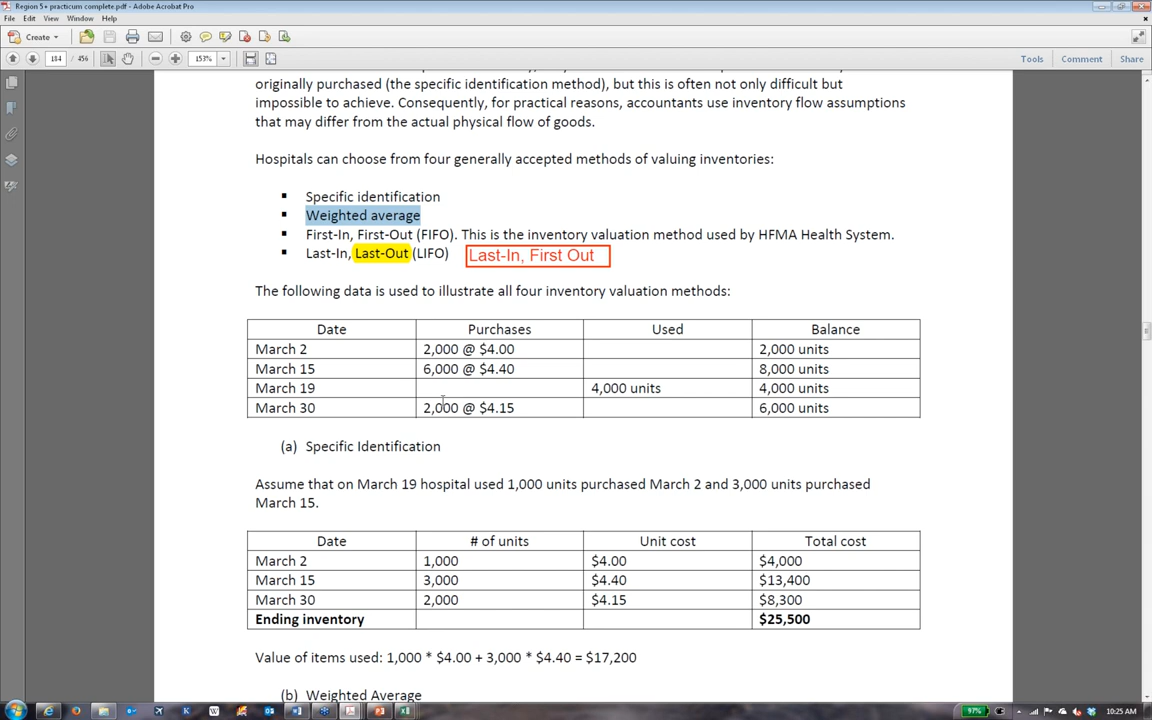 Region 5+ practicum complete.pdf - Adobe Acrobat Pro
File Edit View Window Help
Create
184 / 456 153% Tools Comment Share
originally purchased (the specific identification method), but this is often not only difficult but
impossible to achieve. Consequently, for practical reasons, accountants use inventory flow assumptions
that may differ from the actual physical flow of goods.
Hospitals can choose from four generally accepted methods of valuing inventories:
▪ Specific identification
▪ Weighted average
▪ First-In, First-Out (FIFO). This is the inventory valuation method used by HFMA Health System.
▪ Last-In, Last-Out (LIFO) Last-In, First Out
The following data is used to illustrate all four inventory valuation methods:
Date Purchases Used Balance
March 2 2,000 @ $4.00 2,000 units
March 15 6,000 @ $4.40 8,000 units
March 19 4,000 units 4,000 units
March 30 2,000 @ $4.15 6,000 units
(a) Specific Identification
Assume that on March 19 hospital used 1,000 units purchased March 2 and 3,000 units purchased
March 15.
Date # of units Unit cost Total cost
March 2 1,000 $4.00 $4,000
March 15 3,000 $4.40 $13,400
March 30 2,000 $4.15 $8,300
Ending inventory $25,500
Value of items used: 1,000 * $4.00 + 3,000 * $4.40 = $17,200
(b) Weighted Average
97% 10:25 AM